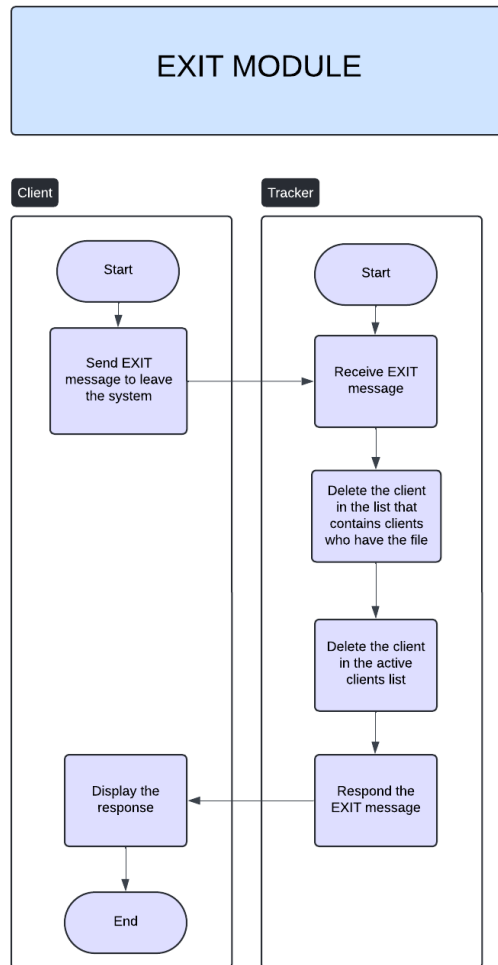 EXIT MODULE
Client
Tracker
Start
Start
Send EXIT
message to leave
the system
Receive EXIT
message
Delete the client
in the list that
contains clients
who have the file
Delete the client
in the active
clients list
Display the
response
Respond the
EXIT message
End